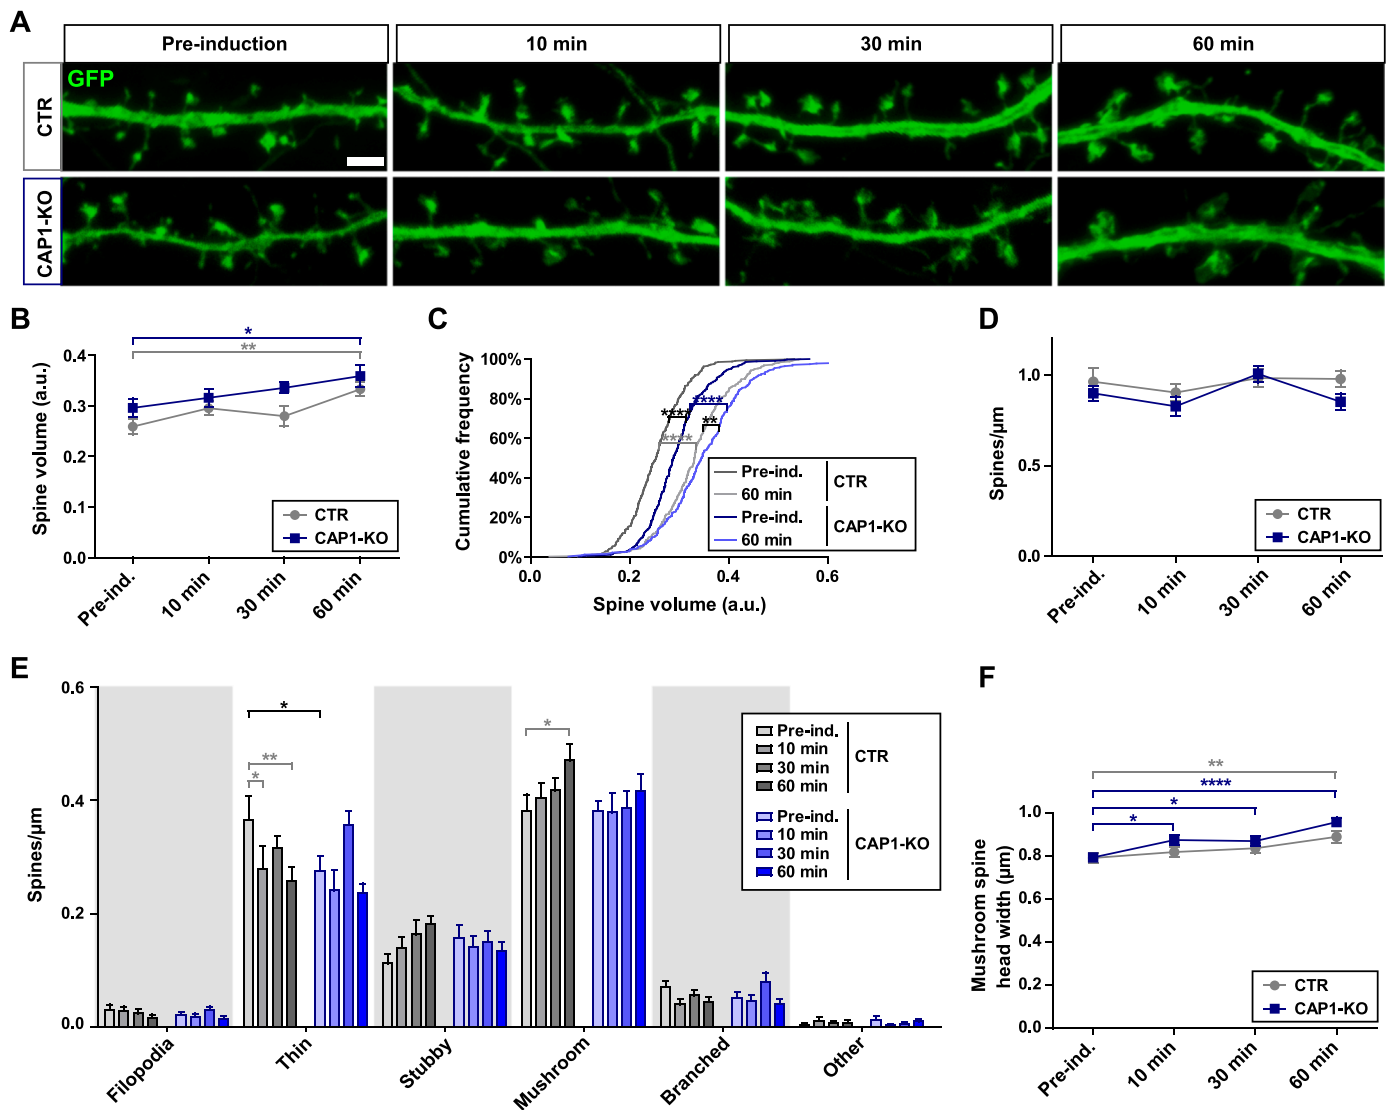 A
Pre-induction
10 min
30 min
60 min
CTR
GFP
CAP1-KO
B
Spine volume (a.u.)
0.4
0.3
0.2
0.1
0.0
*
**
CTR
CAP1-KO
Pre-ind.
10 min
30 min
60 min
C
Cumulative frequency
100%
80%
60%
40%
20%
0%
****
****
**
****
Pre-ind.
60 min
CTR
Pre-ind.
60 min
CAP1-KO
0.0
0.2
0.4
0.6
Spine volume (a.u.)
D
Spines/µm
1.0
0.5
0.0
CTR
CAP1-KO
Pre-ind.
10 min
30 min
60 min
E
Spines/µm
0.6
0.4
0.2
0.0
*
**
*
*
Pre-ind.
10 min
30 min
60 min
CTR
Pre-ind.
10 min
30 min
60 min
CAP1-KO
Filopodia
Thin
Stubby
Mushroom
Branched
Other
F
Mushroom spine
head width (µm)
1.0
0.8
0.6
0.4
0.2
0.0
**
****
*
*
CTR
CAP1-KO
Pre-ind.
10 min
30 min
60 min